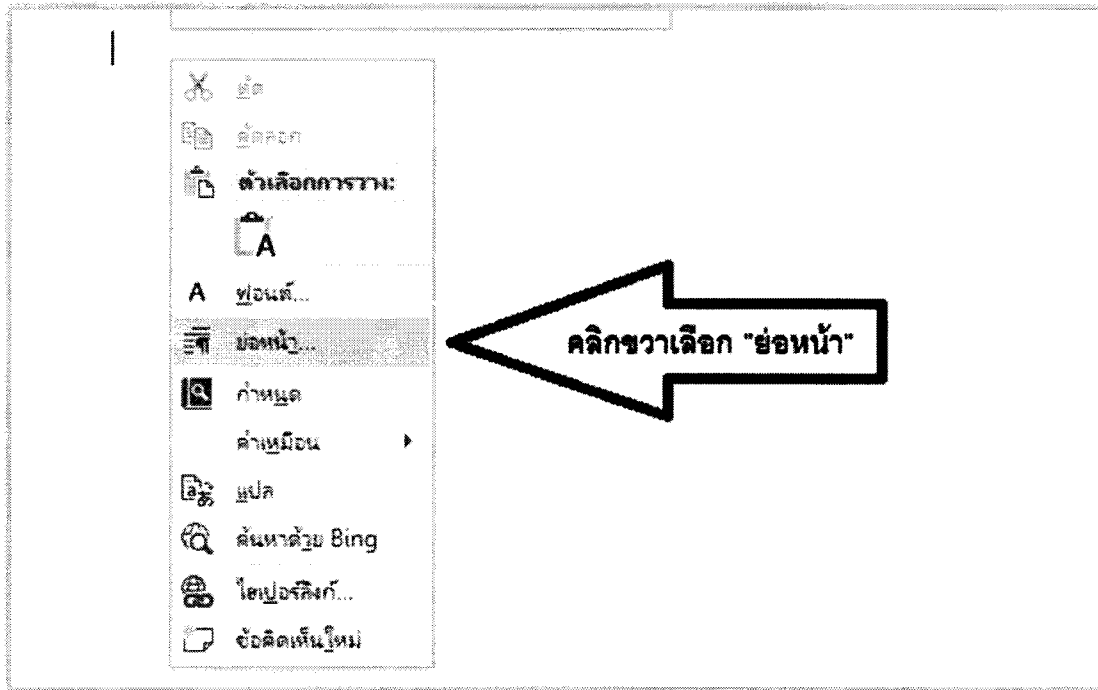 ตัด
คัดลอก
ตัวเลือกการวาง:
A
A ฟอนต์...
ย่อหน้า...
คลิกขวาเลือก "ย่อหน้า"
กำหนด
คำเหมือน
แปล
ค้นหาด้วย Bing
ไฮเปอร์ลิงก์...
ข้อคิดเห็นใหม่